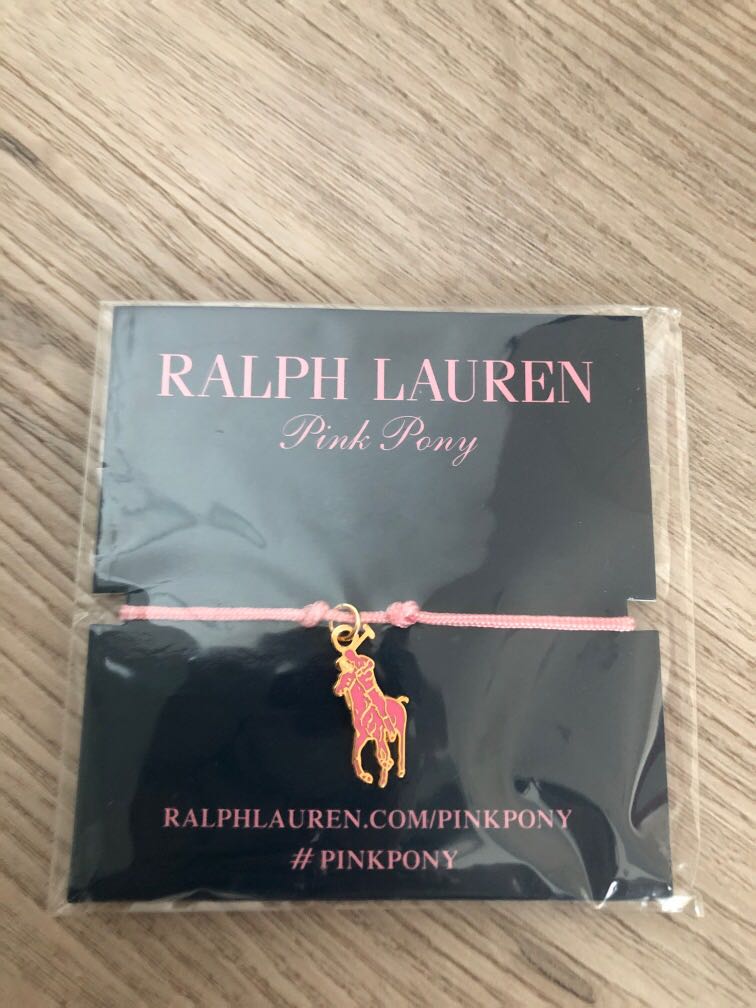 RALPH LAUREN
Pink Pony
RALPHLAUREN.COM/PINKPONY
# PINKPONY